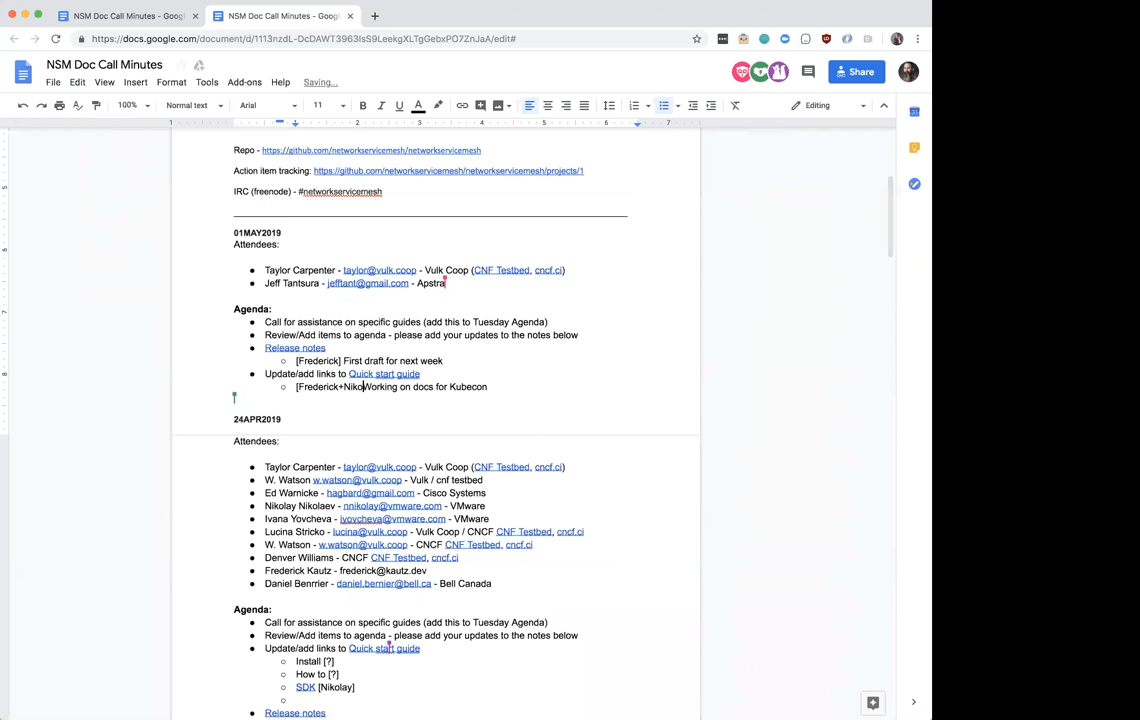 NSM Doc Call Minutes - Googl
NSM Doc Call Minutes - Googl
https://docs.google.com/document/d/1113nzdL-DcDAWT3963IsS9LeekgXLTgGebxPO7ZnJaA/edit#
NSM Doc Call Minutes
File Edit View Insert Format Tools Add-ons Help Saving...
Share
100% Normal text Arial 11 Editing
1 1 2 3 4 5 6 7
Repo - https://github.com/networkservicemesh/networkservicemesh
Action item tracking: https://github.com/networkservicemesh/networkservicemesh/projects/1
IRC (freenode) - #networkservicemesh
01MAY2019
Attendees:
● Taylor Carpenter - taylor@vulk.coop - Vulk Coop (CNF Testbed, cncf.ci)
● Jeff Tantsura - jefftant@gmail.com - Apstra
Agenda:
● Call for assistance on specific guides (add this to Tuesday Agenda)
● Review/Add items to agenda - please add your updates to the notes below
● Release notes
○ [Frederick] First draft for next week
● Update/add links to Quick start guide
○ [Frederick+NikoWorking on docs for Kubecon
24APR2019
Attendees:
● Taylor Carpenter - taylor@vulk.coop - Vulk Coop (CNF Testbed, cncf.ci)
● W. Watson w.watson@vulk.coop - Vulk / cnf testbed
● Ed Warnicke - hagbard@gmail.com - Cisco Systems
● Nikolay Nikolaev - nnikolay@vmware.com - VMware
● Ivana Yovcheva - iyovcheva@vmware.com - VMware
● Lucina Stricko - lucina@vulk.coop - Vulk Coop / CNCF CNF Testbed, cncf.ci
● W. Watson - w.watson@vulk.coop - CNCF CNF Testbed, cncf.ci
● Denver Williams - CNCF CNF Testbed, cncf.ci
● Frederick Kautz - frederick@kautz.dev
● Daniel Benrrier - daniel.bernier@bell.ca - Bell Canada
Agenda:
● Call for assistance on specific guides (add this to Tuesday Agenda)
● Review/Add items to agenda - please add your updates to the notes below
● Update/add links to Quick start guide
○ Install [?]
○ How to [?]
○ SDK [Nikolay]
○
● Release notes